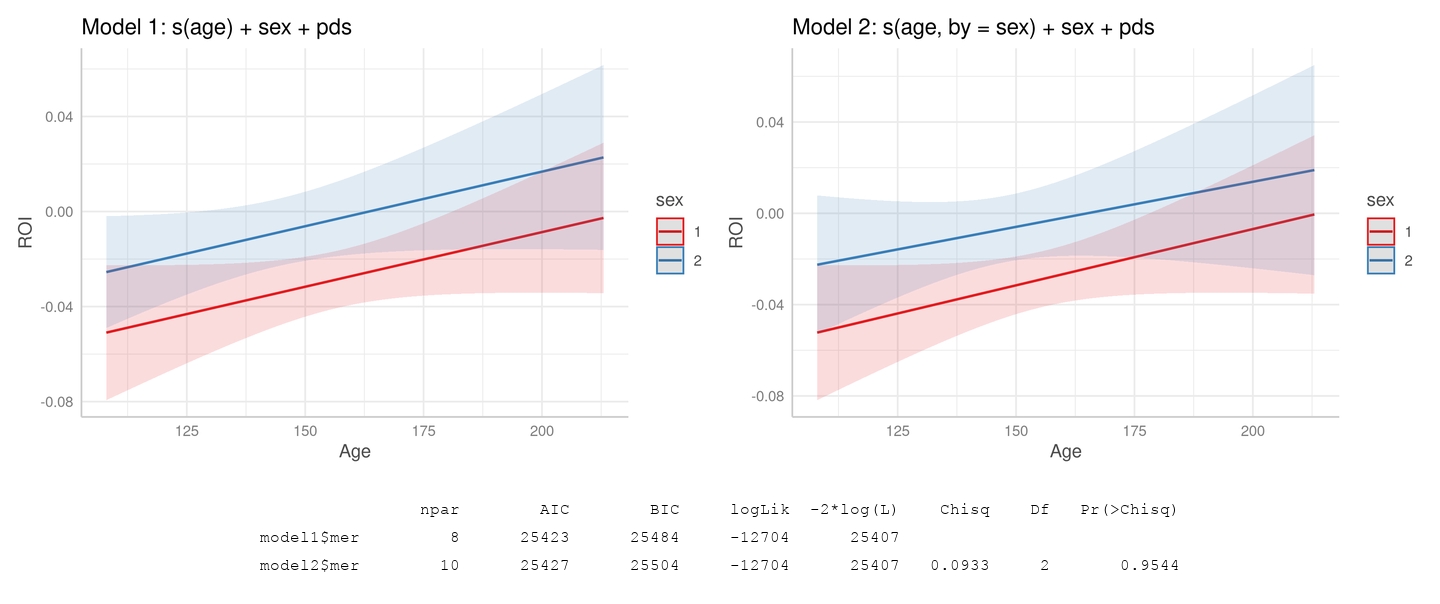 Model 1: s(age) + sex + pds
ROI
0.04
0.00
-0.04
-0.08
125 150 175 200
Age
sex
1
2
Model 2: s(age, by = sex) + sex + pds
ROI
0.04
0.00
-0.04
-0.08
125 150 175 200
Age
sex
1
2
npar AIC BIC logLik -2*log(L) Chisq Df Pr(>Chisq)
model1$mer 8 25423 25484 -12704 25407
model2$mer 10 25427 25504 -12704 25407 0.0933 2 0.9544